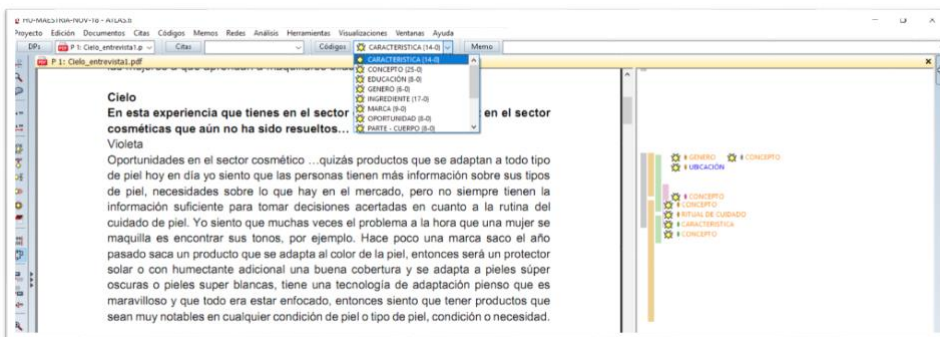 HU-MAESTRIA-NOV-18 - ATLAS.ti
Proyecto Edición Documentos Citas Códigos Memos Redes Análisis Herramientas Visualizaciones Ventanas Ayuda
DPs P 1: Cielo_entrevista1.p Citas Códigos CARACTERISTICA {14-0} Memo
P 1: Cielo_entrevista1.pdf
CARACTERISTICA {14-0}
CONCEPTO {25-0}
EDUCACIÓN {8-0}
GENERO {6-0}
INGREDIENTE {17-0}
MARCA {9-0}
OPORTUNIDAD {8-0}
PARTE - CUERPO {8-0}
Cielo
En esta experiencia que tienes en el sector en el sector
cosméticas que aún no ha sido resueltos…
Violeta
Oportunidades en el sector cosmético …quizás productos que se adaptan a todo tipo
de piel hoy en día yo siento que las personas tienen más información sobre sus tipos
de piel, necesidades sobre lo que hay en el mercado, pero no siempre tienen la
información suficiente para tomar decisiones acertadas en cuanto a la rutina del
cuidado de piel. Yo siento que muchas veces el problema a la hora que una mujer se
maquilla es encontrar sus tonos, por ejemplo. Hace poco una marca saco el año
pasado saca un producto que se adapta al color de la piel, entonces será un protector
solar o con humectante adicional una buena cobertura y se adapta a pieles súper
oscuras o pieles super blancas, tiene una tecnología de adaptación pienso que es
maravilloso y que todo era estar enfocado, entonces siento que tener productos que
sean muy notables en cualquier condición de piel o tipo de piel, condición o necesidad.
GENERO CONCEPTO
UBICACIÓN
CONCEPTO
CONCEPTO
RITUAL DE CUIDADO
CARACTERISTICA
CONCEPTO